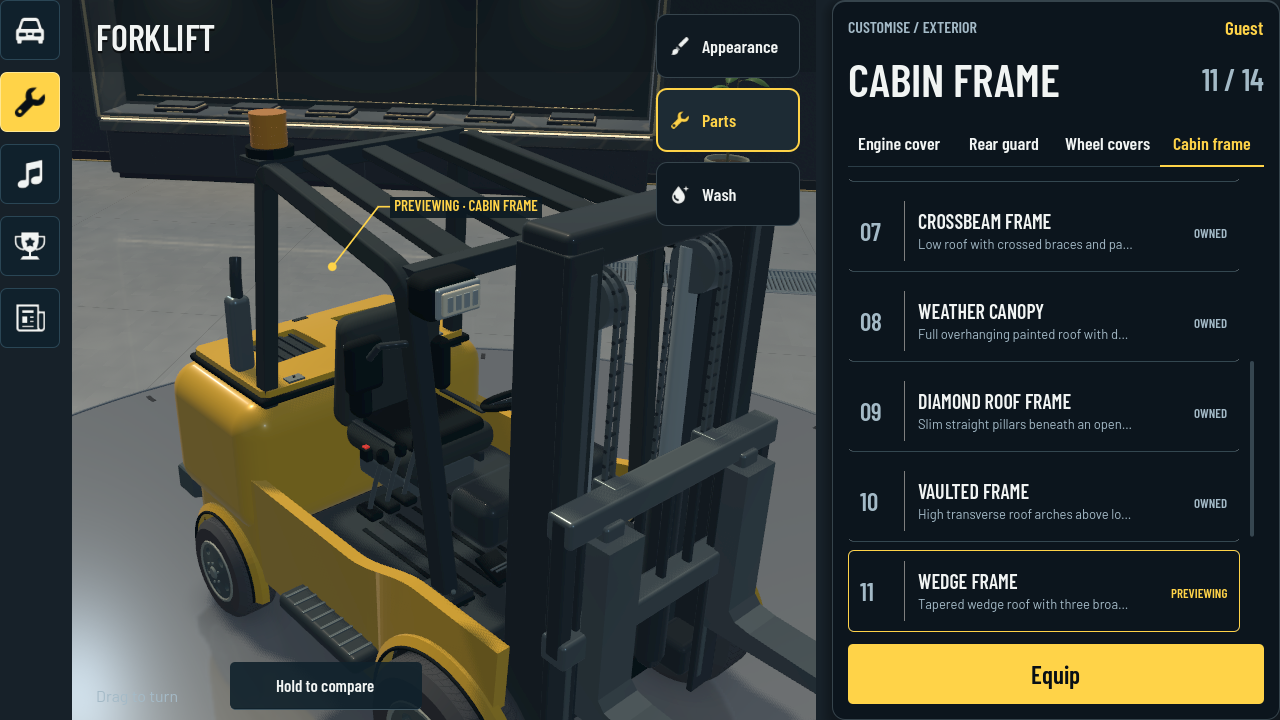 FORKLIFT
Appearance
Parts
Wash
PREVIEWING · CABIN FRAME
Drag to turn
Hold to compare
CUSTOMISE / EXTERIOR
Guest
CABIN FRAME
11 / 14
Engine cover
Rear guard
Wheel covers
Cabin frame
07
CROSSBEAM FRAME
Low roof with crossed braces and pa...
OWNED
08
WEATHER CANOPY
Full overhanging painted roof with d...
OWNED
09
DIAMOND ROOF FRAME
Slim straight pillars beneath an open...
OWNED
10
VAULTED FRAME
High transverse roof arches above lo...
OWNED
11
WEDGE FRAME
Tapered wedge roof with three broa...
PREVIEWING
Equip